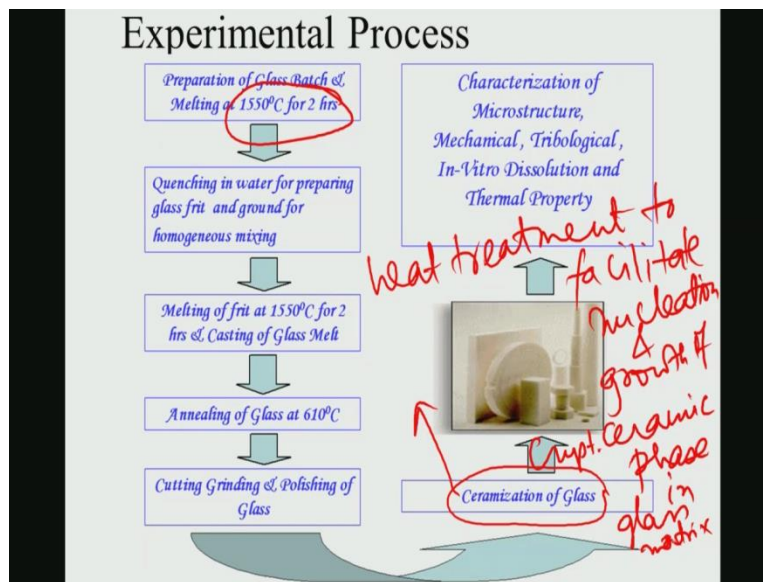 Experimental Process
Preparation of Glass Batch &
Melting at 1550⁰C for 2 hrs
Quenching in water for preparing
glass frit and ground for
homogeneous mixing
Melting of frit at 1550⁰C for 2
hrs & Casting of Glass Melt
Annealing of Glass at 610⁰C
Cutting Grinding & Polishing of
Glass
Ceramization of Glass
Characterization of
Microstructure,
Mechanical , Tribological ,
In-Vitro Dissolution and
Thermal Property
heat treatment to
facilitate
nucleation
&
growth of
Cryst. ceramic
phase
in
glass
matrix